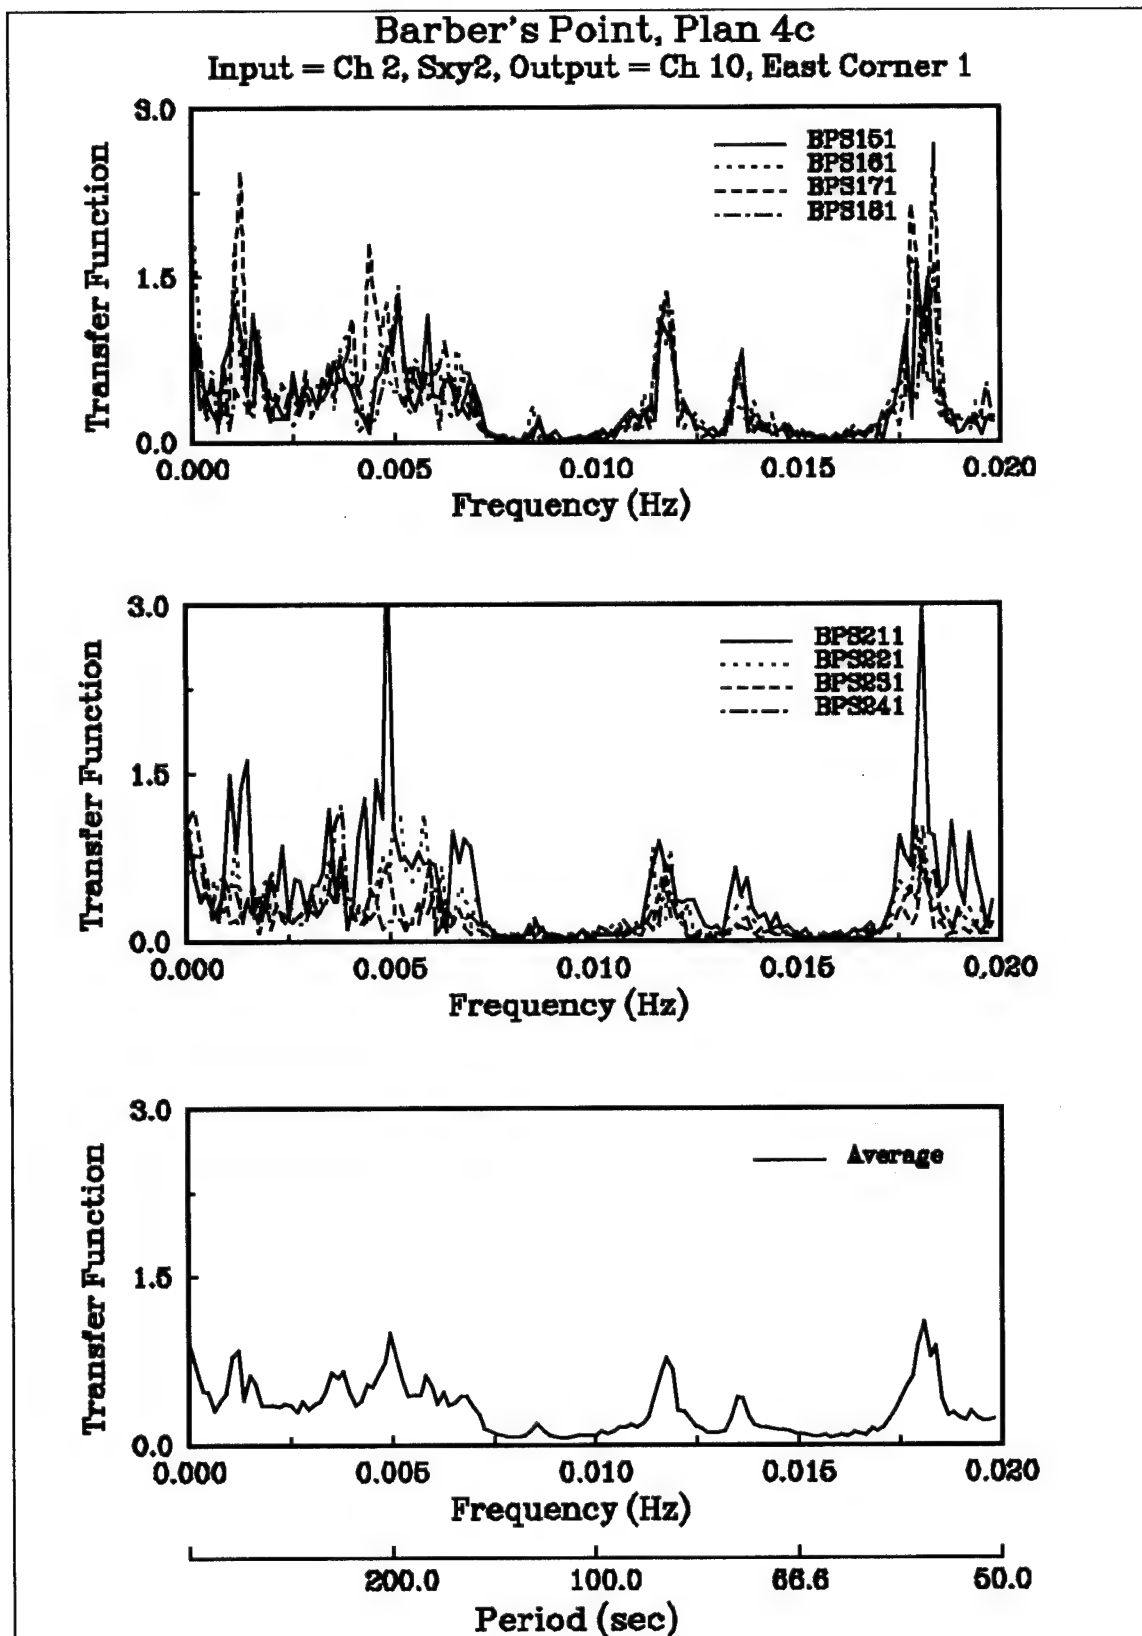 Barber's Point, Plan 4c
Input = Ch 2, Sxy2, Output = Ch 10, East Corner 1
3.0
1.5
0.0
Transfer Function
BPS151
BPS161
BPS171
BPS181
0.000 0.005 0.010 0.015 0.020
Frequency (Hz)
3.0
1.5
0.0
Transfer Function
BPS211
BPS221
BPS231
BPS241
0.000 0.005 0.010 0.015 0.020
Frequency (Hz)
3.0
1.5
0.0
Transfer Function
Average
0.000 0.005 0.010 0.015 0.020
Frequency (Hz)
200.0 100.0 66.6 50.0
Period (sec)